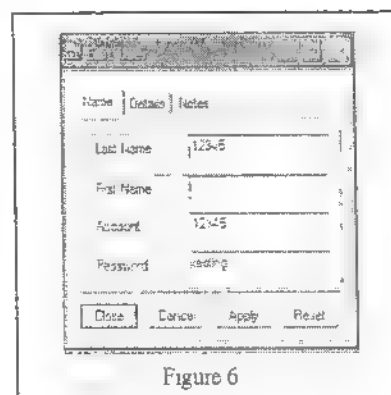 Name Details Notes
Last Name 12345
First Name
Account 12345
Password
Close Cancel Apply Reset
Figure 6